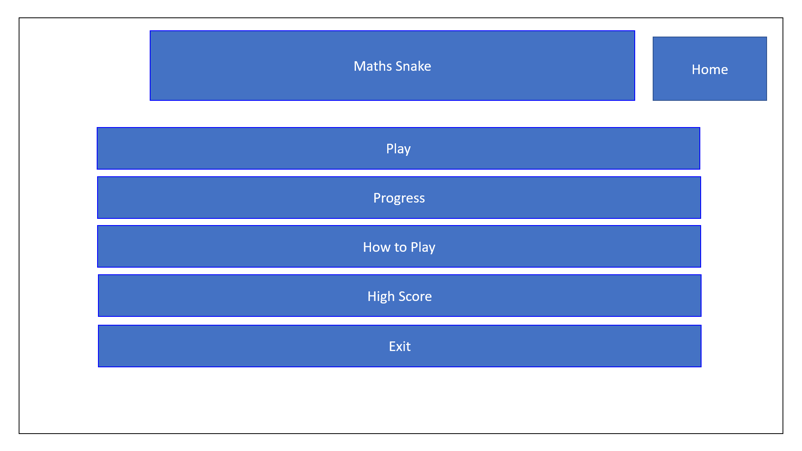 Maths Snake
Home
Play
Progress
How to Play
High Score
Exit